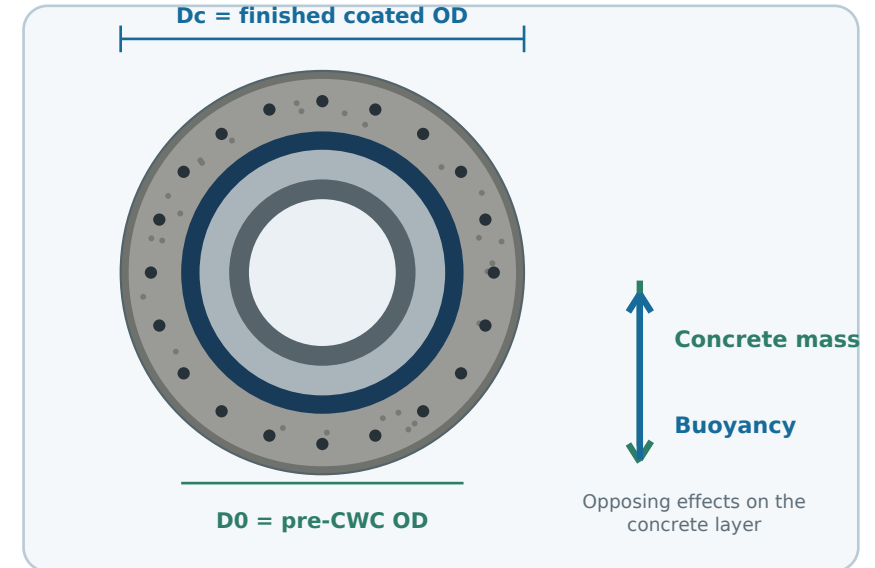 Dc = finished coated OD
Concrete mass
Buoyancy
Opposing effects on the
concrete layer
D0 = pre-CWC OD